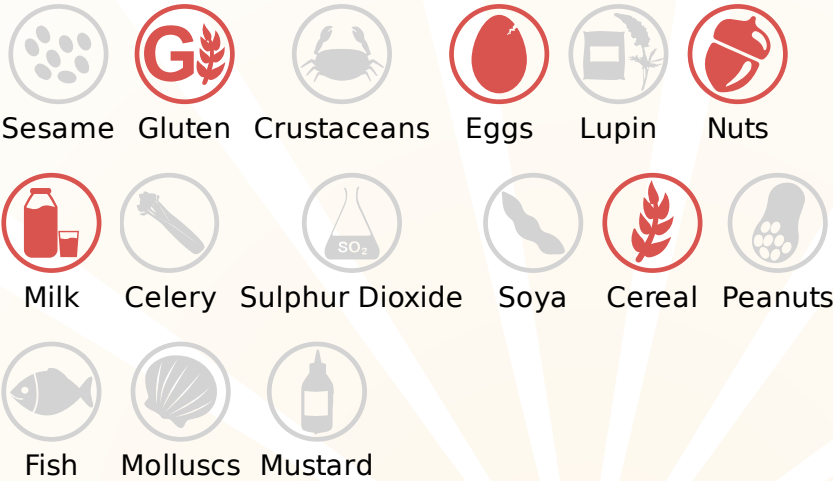 G
Sesame Gluten Crustaceans Eggs Lupin Nuts
SO₂
Milk Celery Sulphur Dioxide Soya Cereal Peanuts
Fish Molluscs Mustard